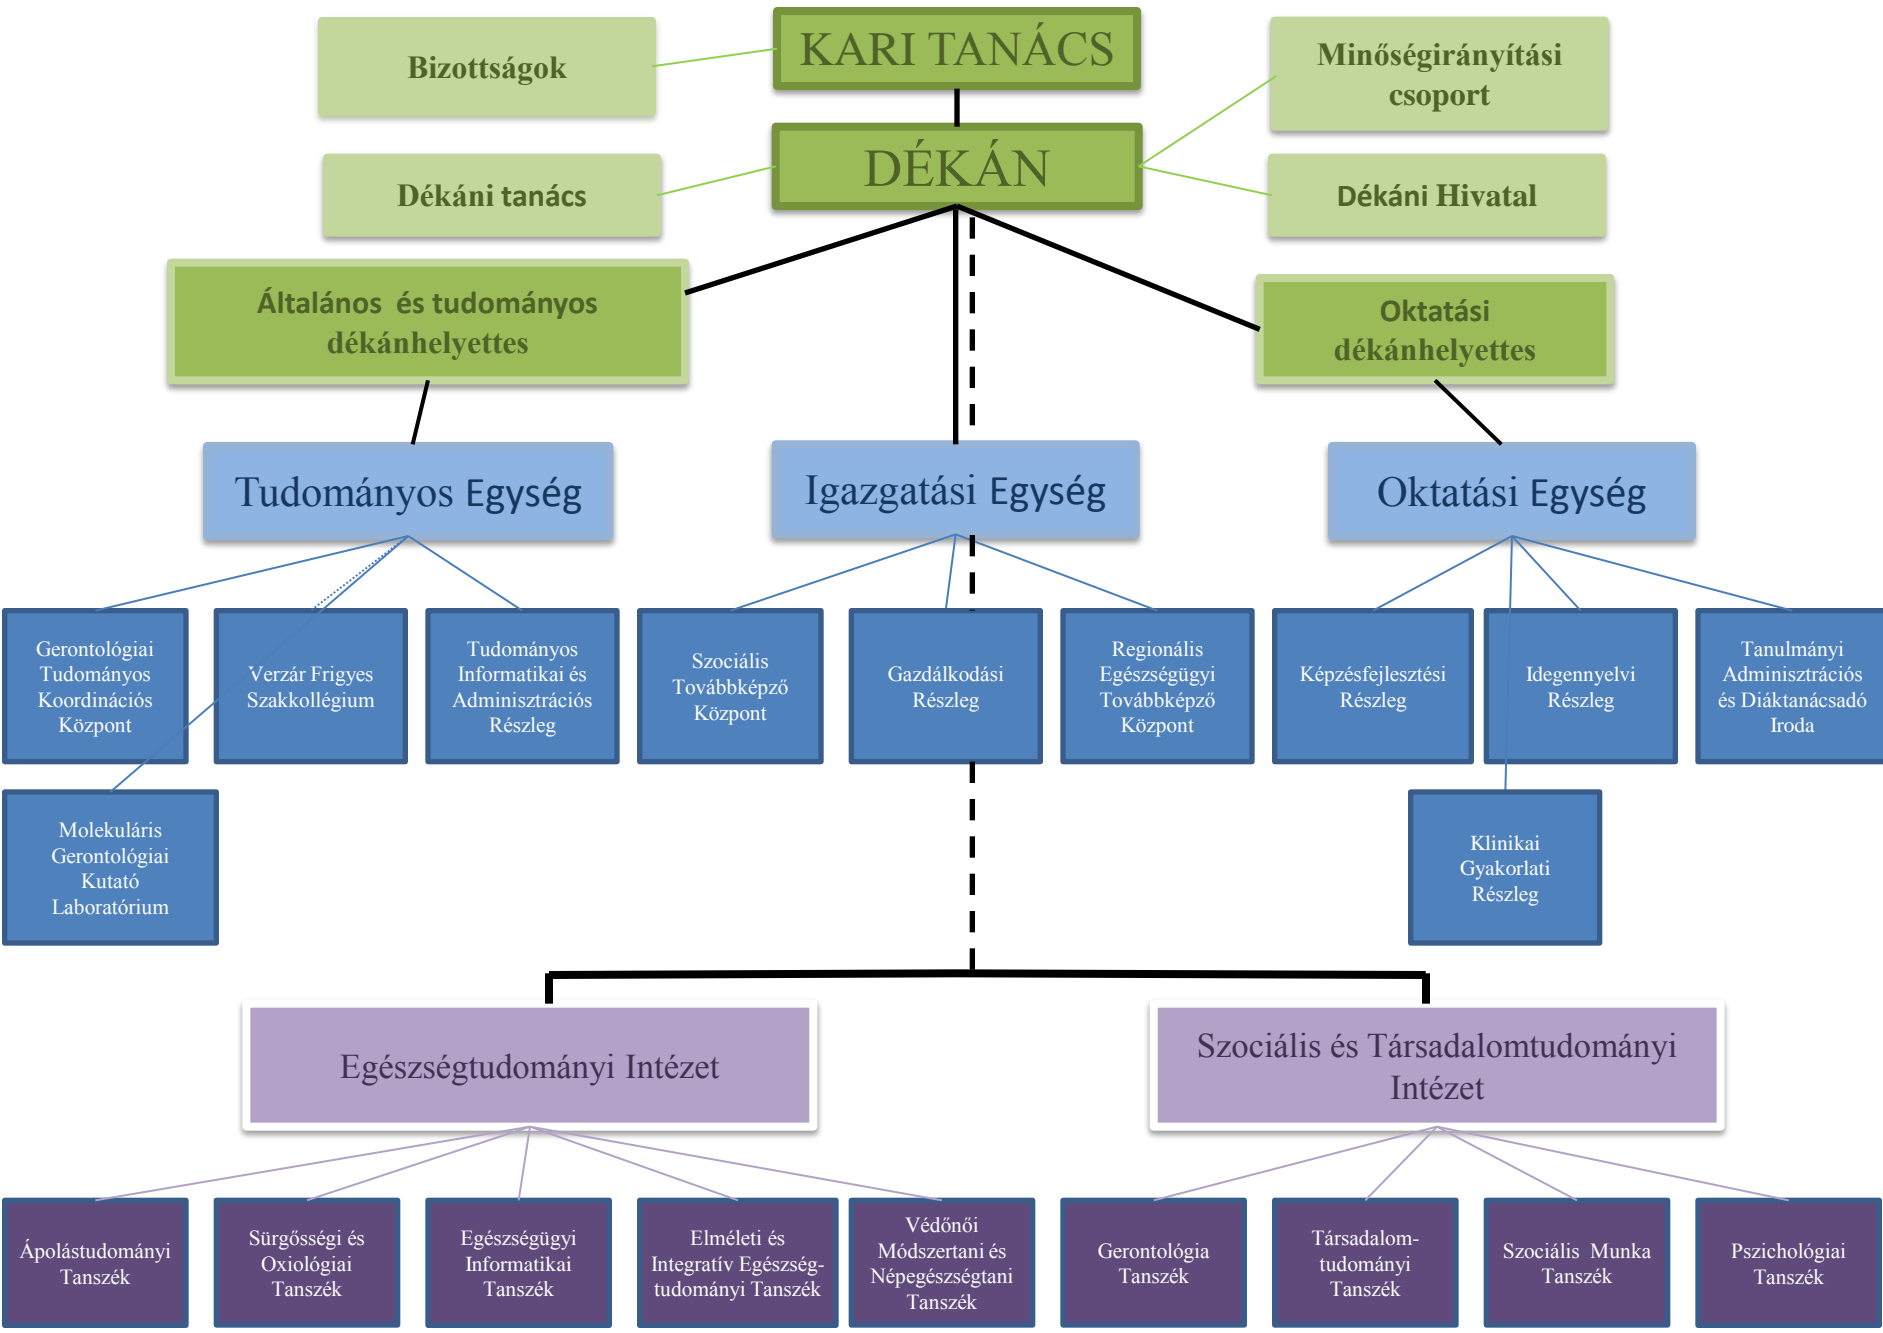 KARI TANÁCS
Bizottságok
Minőségirányítási
csoport
DÉKÁN
Dékáni tanács
Dékáni Hivatal
Általános és tudományos
dékánhelyettes
Oktatási
dékánhelyettes
Tudományos Egység
Igazgatási Egység
Oktatási Egység
Gerontológiai
Tudományos
Koordinációs
Központ
Verzár Frigyes
Szakkollégium
Tudományos
Informatikai és
Adminisztrációs
Részleg
Szociális
Továbbképző
Központ
Gazdálkodási
Részleg
Regionális
Egészségügyi
Továbbképző
Központ
Képzésfejlesztési
Részleg
Idegennyelvi
Részleg
Tanulmányi
Adminisztrációs
és Diáktanácsadó
Iroda
Molekuláris
Gerontológiai
Kutató
Laboratórium
Klinikai
Gyakorlati
Részleg
Egészségtudományi Intézet
Szociális és Társadalomtudományi
Intézet
Ápolástudományi
Tanszék
Sürgősségi és
Oxiológiai
Tanszék
Egészségügyi
Informatikai
Tanszék
Elméleti és
Integratív Egészség-
tudományi Tanszék
Védőnői
Módszertani és
Népegészségtani
Tanszék
Gerontológia
Tanszék
Társadalom-
tudományi
Tanszék
Szociális Munka
Tanszék
Pszichológiai
Tanszék